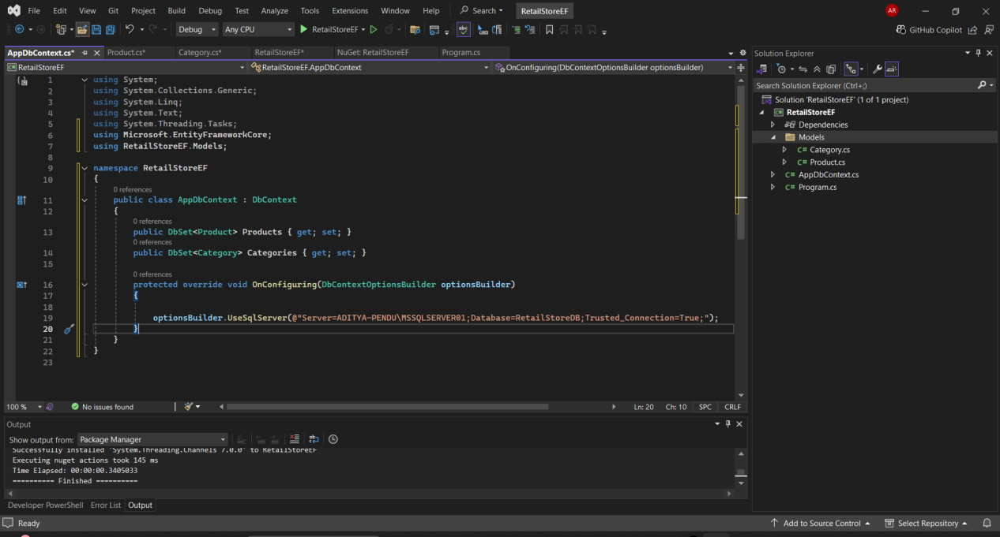 File Edit View Git Project Build Debug Test Analyze Tools Extensions Window Help Search RetailStoreEF AR
Debug Any CPU RetailStoreEF GitHub Copilot
AppDbContext.cs* Product.cs* Category.cs* RetailStoreEF* NuGet: RetailStoreEF Program.cs
RetailStoreEF RetailStoreEF.AppDbContext OnConfiguring(DbContextOptionsBuilder optionsBuilder)
1 using System;
2 using System.Collections.Generic;
3 using System.Linq;
4 using System.Text;
5 using System.Threading.Tasks;
6 using Microsoft.EntityFrameworkCore;
7 using RetailStoreEF.Models;
8
9 namespace RetailStoreEF
10 {
0 references
11 public class AppDbContext : DbContext
12 {
0 references
13 public DbSet<Product> Products { get; set; }
0 references
14 public DbSet<Category> Categories { get; set; }
15
0 references
16 protected override void OnConfiguring(DbContextOptionsBuilder optionsBuilder)
17 {
18
19 optionsBuilder.UseSqlServer(@"Server=ADITYA-PENDU\MSSQLSERVER01;Database=RetailStoreDB;Trusted_Connection=True;");
20 }
21 }
22 }
23
100 % No issues found Ln: 20 Ch: 10 SPC CRLF
Output
Show output from: Package Manager
Successfully installed 'System.Threading.Channels 7.0.0' to RetailStoreEF
Executing nuget actions took 145 ms
Time Elapsed: 00:00:00.3405033
========== Finished ==========
Developer PowerShell Error List Output
Solution Explorer
Search Solution Explorer (Ctrl+;)
Solution 'RetailStoreEF' (1 of 1 project)
RetailStoreEF
Dependencies
Models
C# Category.cs
C# Product.cs
C# AppDbContext.cs
C# Program.cs
Ready Add to Source Control Select Repository